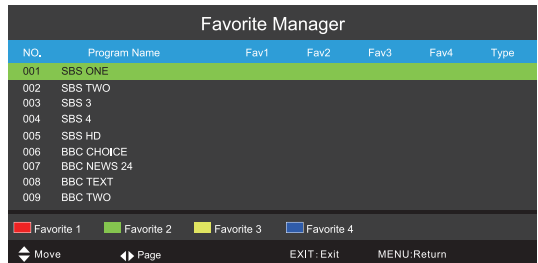 Favorite Manager
NO. Program Name Fav1 Fav2 Fav3 Fav4 Type
001 SBS ONE
002 SBS TWO
003 SBS 3
004 SBS 4
005 SBS HD
006 BBC CHOICE
007 BBC NEWS 24
008 BBC TEXT
009 BBC TWO
Favorite 1 Favorite 2 Favorite 3 Favorite 4
Move Page EXIT:Exit MENU:Return